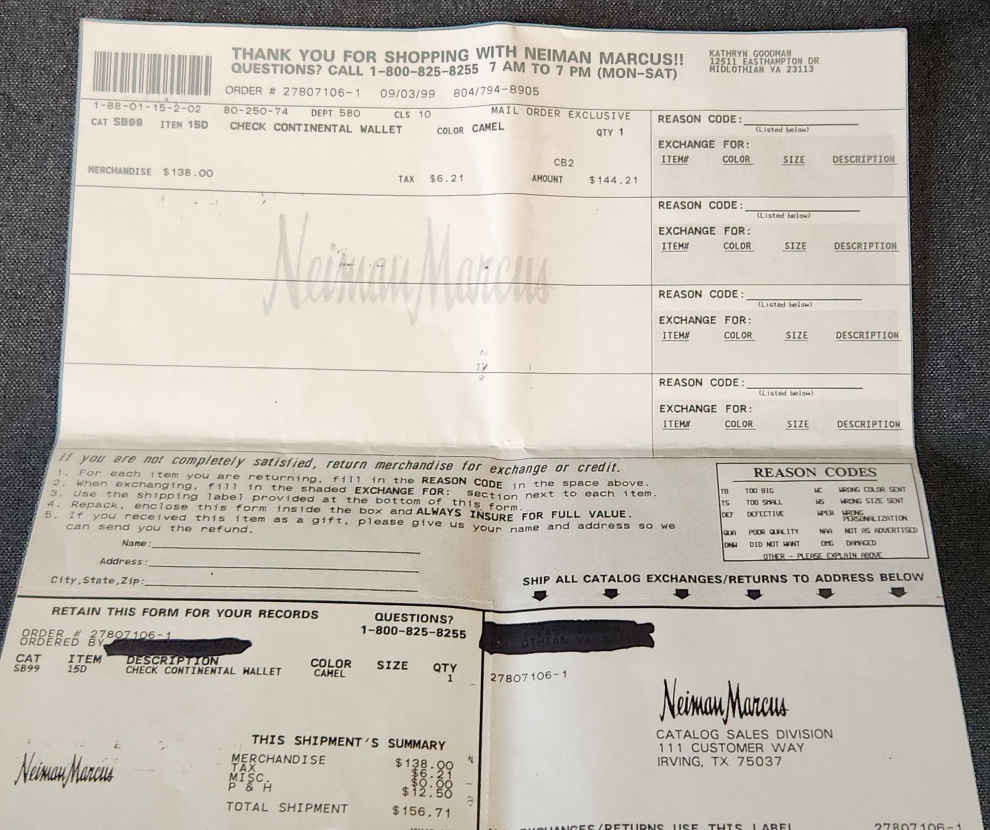 THANK YOU FOR SHOPPING WITH NEIMAN MARCUS!!
QUESTIONS? CALL 1-800-825-8255 7 AM TO 7 PM (MON-SAT)
KATHRYN GOODMAN
12511 EASTHAMPTON DR
MIDLOTHIAN VA 23113
ORDER # 27807106-1 09/03/99 804/794-8905
1-88-01-15-2-02 80-250-74 DEPT 580 CLS 10 MAIL ORDER EXCLUSIVE
CAT SB99 ITEM 15D CHECK CONTINENTAL WALLET COLOR CAMEL QTY 1
CB2
MERCHANDISE $138.00 TAX $6.21 AMOUNT $144.21
REASON CODE:
(Listed below)
EXCHANGE FOR:
ITEM# COLOR SIZE DESCRIPTION
Neiman Marcus
REASON CODE:
(Listed below)
EXCHANGE FOR:
ITEM# COLOR SIZE DESCRIPTION
REASON CODE:
(Listed below)
EXCHANGE FOR:
ITEM# COLOR SIZE DESCRIPTION
REASON CODE:
(Listed below)
EXCHANGE FOR:
ITEM# COLOR SIZE DESCRIPTION
If you are not completely satisfied, return merchandise for exchange or credit.
1. For each item you are returning, fill in the REASON CODE in the space above.
2. When exchanging, fill in the shaded EXCHANGE FOR: section next to each item.
3. Use the shipping label provided at the bottom of this form.
4. Repack, enclose this form inside the box and ALWAYS INSURE FOR FULL VALUE.
5. If you received this item as a gift, please give us your name and address so we
can send you the refund.
Name:
Address:
City,State,Zip:
REASON CODES
TB TOO BIG WC WRONG COLOR SENT
TS TOO SMALL WS WRONG SIZE SENT
DEF DEFECTIVE WPER WRONG
PERSONALIZATION
QUA POOR QUALITY NAA NOT AS ADVERTISED
DNW DID NOT WANT DMG DAMAGED
OTHER - PLEASE EXPLAIN ABOVE
SHIP ALL CATALOG EXCHANGES/RETURNS TO ADDRESS BELOW
RETAIN THIS FORM FOR YOUR RECORDS QUESTIONS?
1-800-825-8255
ORDER # 27807106-1
ORDERED BY
CAT ITEM DESCRIPTION COLOR SIZE QTY
SB99 15D CHECK CONTINENTAL WALLET CAMEL 1
THIS SHIPMENT'S SUMMARY
MERCHANDISE $138.00
TAX $6.21
MISC. $0.00
P & H $12.50
TOTAL SHIPMENT $156.71
Neiman Marcus
27807106-1
Neiman Marcus
CATALOG SALES DIVISION
111 CUSTOMER WAY
IRVING, TX 75037
EXCHANGES/RETURNS USE THIS LABEL 27807106-1